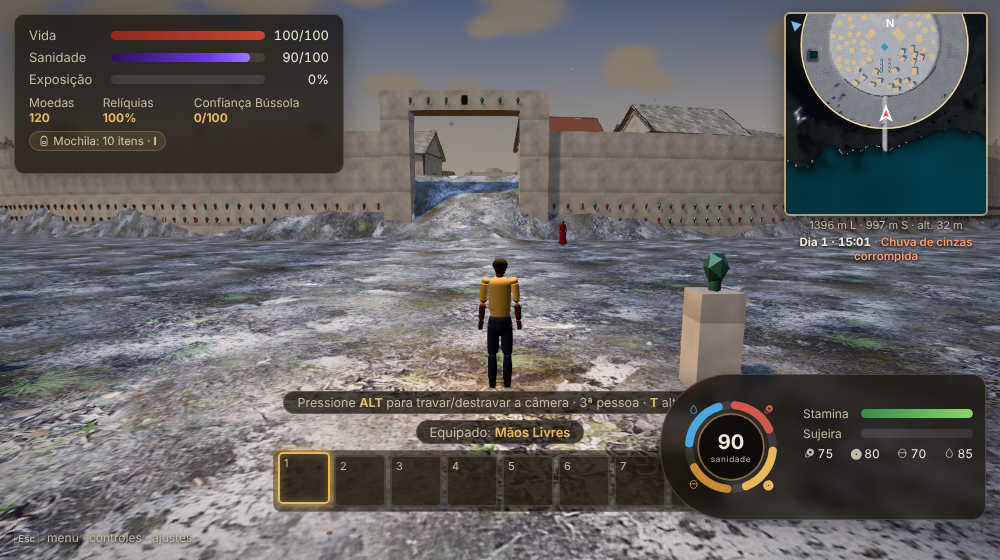 Vida 100/100
Sanidade 90/100
Exposição 0%
Moedas Relíquias Confiança Bússola
120 100% 0/100
Mochila: 10 itens · I
N
1396 m L · 997 m S · alt. 32 m
Dia 1 · 15:01 · Chuva de cinzas
corrompida
Pressione ALT para travar/destravar a câmera · 3ª pessoa · T alt
Equipado: Mãos Livres
1 2 3 4 5 6 7
90
sanidade
Stamina
Sujeira
75 80 70 85
Esc menu controles ajustes